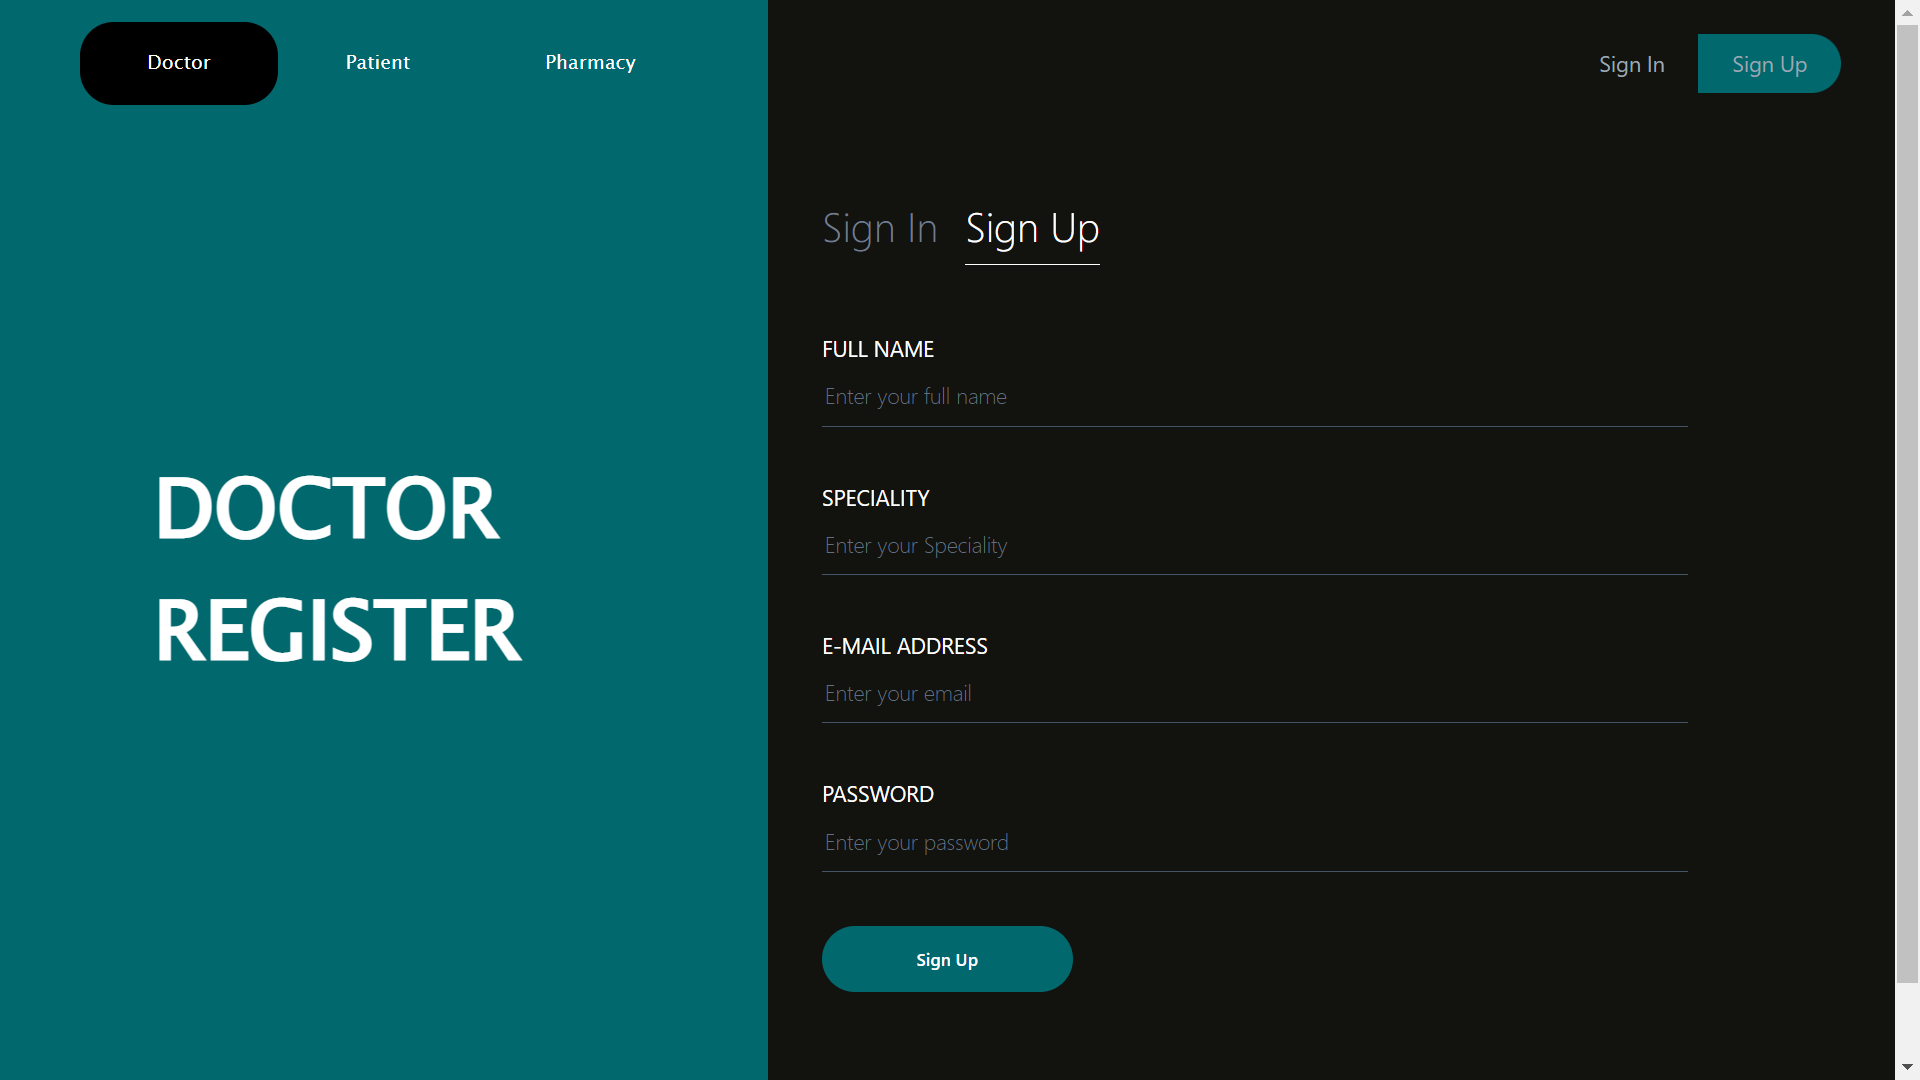 Doctor Patient Pharmacy
Sign In Sign Up
Sign In Sign Up
DOCTOR
REGISTER
FULL NAME
Enter your full name
SPECIALITY
Enter your Speciality
E-MAIL ADDRESS
Enter your email
PASSWORD
Enter your password
Sign Up